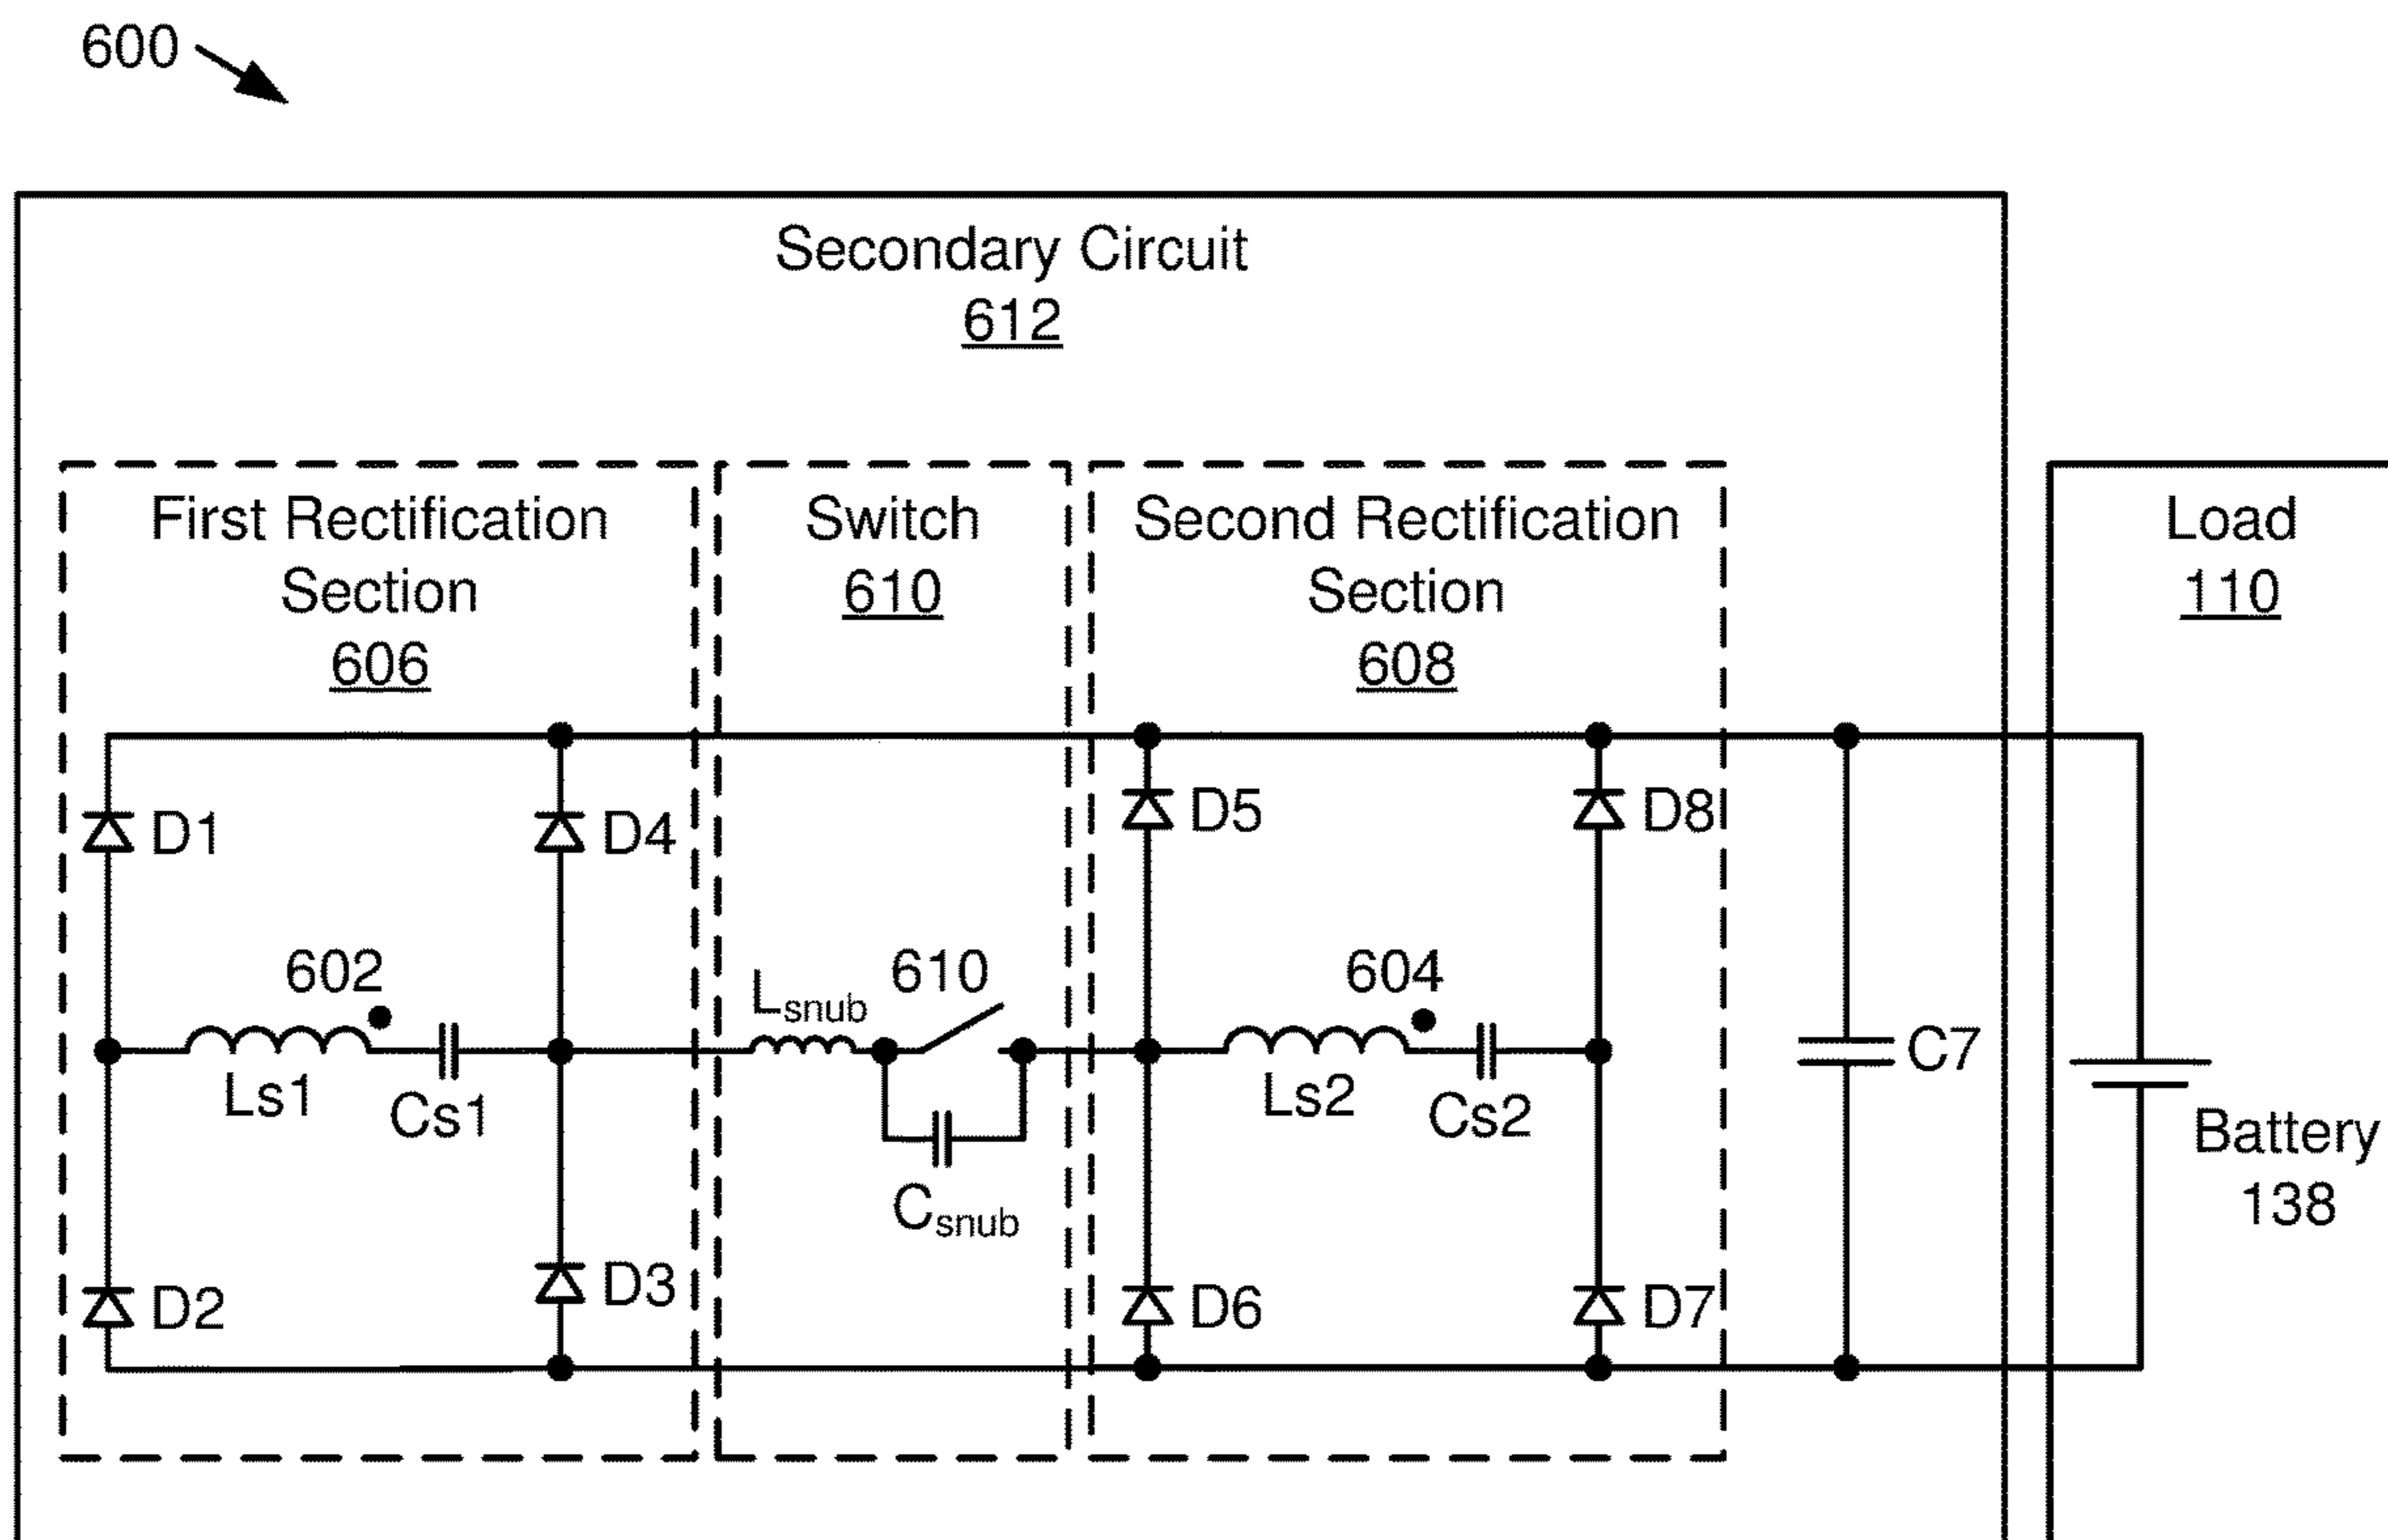 600
Secondary Circuit
612
First Rectification
Section
606
Switch
610
Second Rectification
Section
608
Load
110
D1
D4
D5
D8
602
Ls1
Cs1
Lsnub
610
Csnub
604
Ls2
Cs2
C7
Battery
138
D2
D3
D6
D7